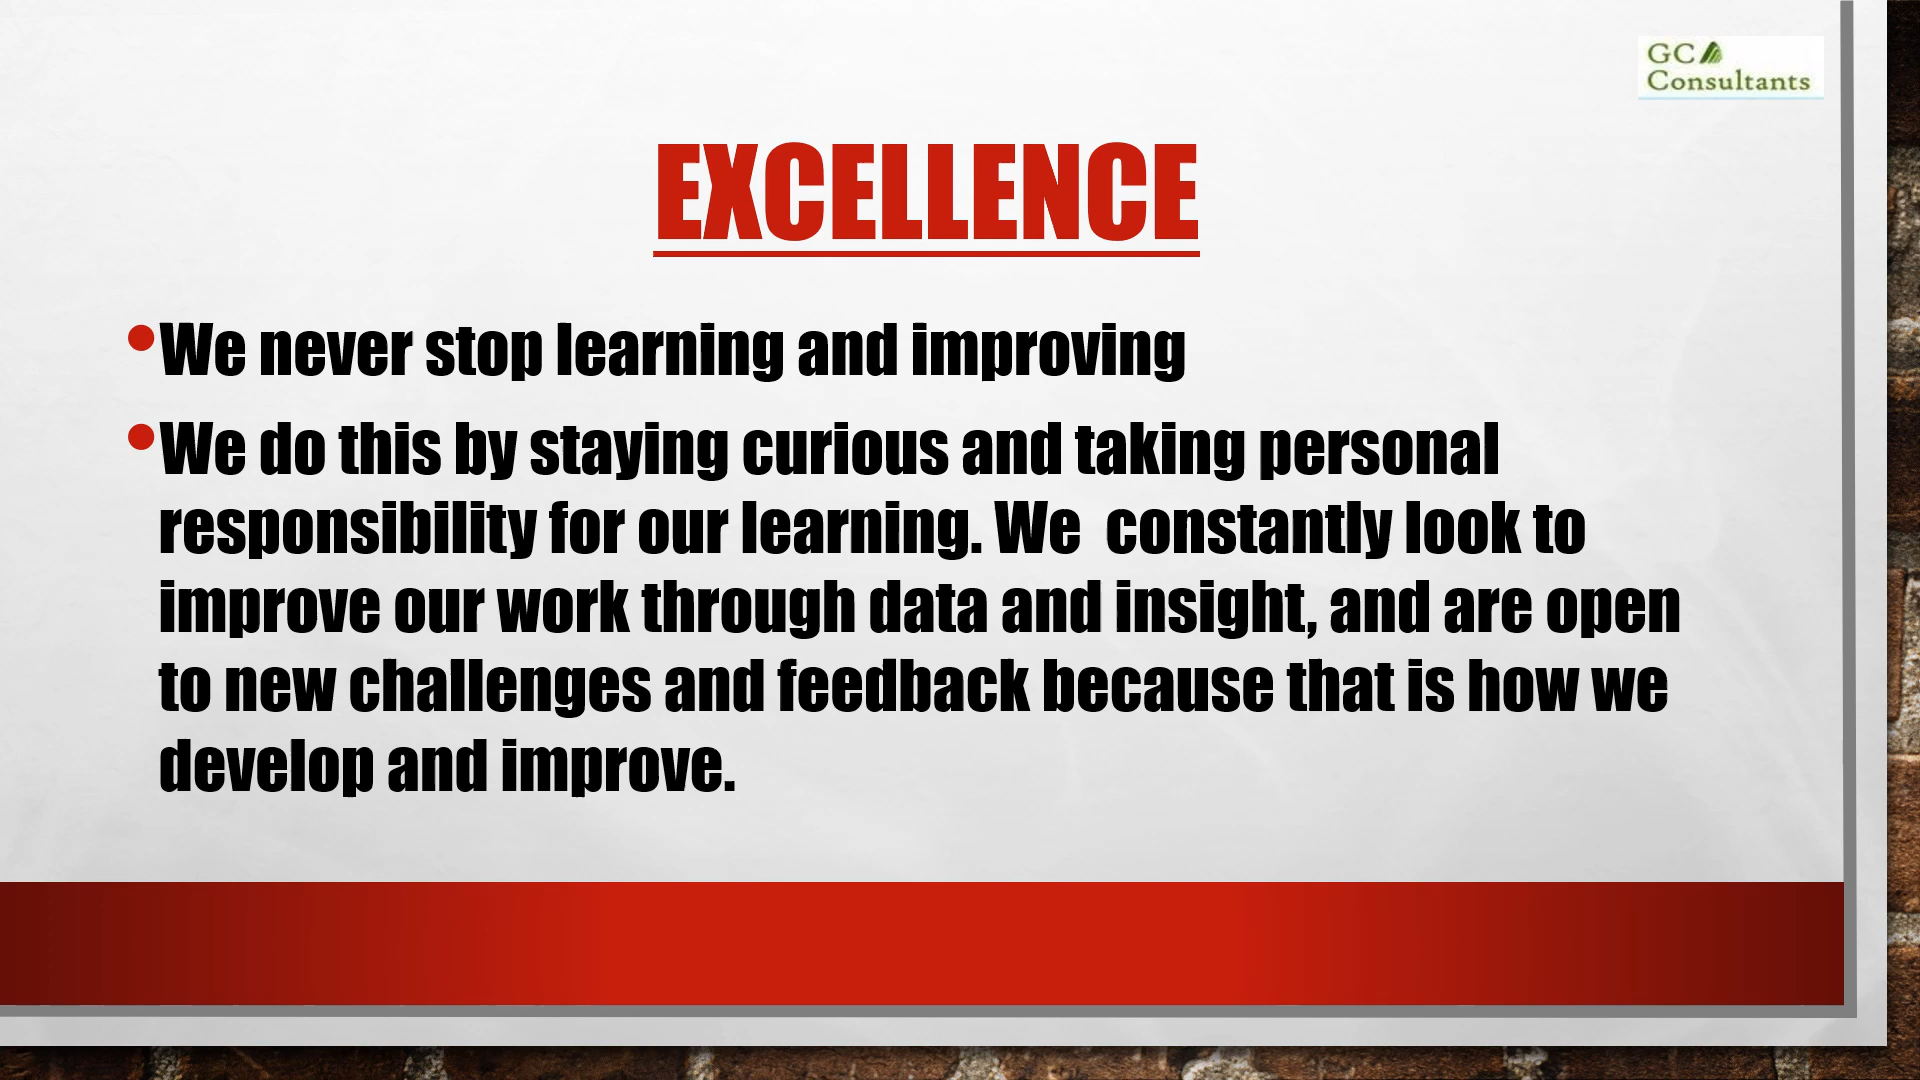 GC
Consultants
EXCELLENCE
•We never stop learning and improving
•We do this by staying curious and taking personal
responsibility for our learning. We  constantly look to
improve our work through data and insight, and are open
to new challenges and feedback because that is how we
develop and improve.